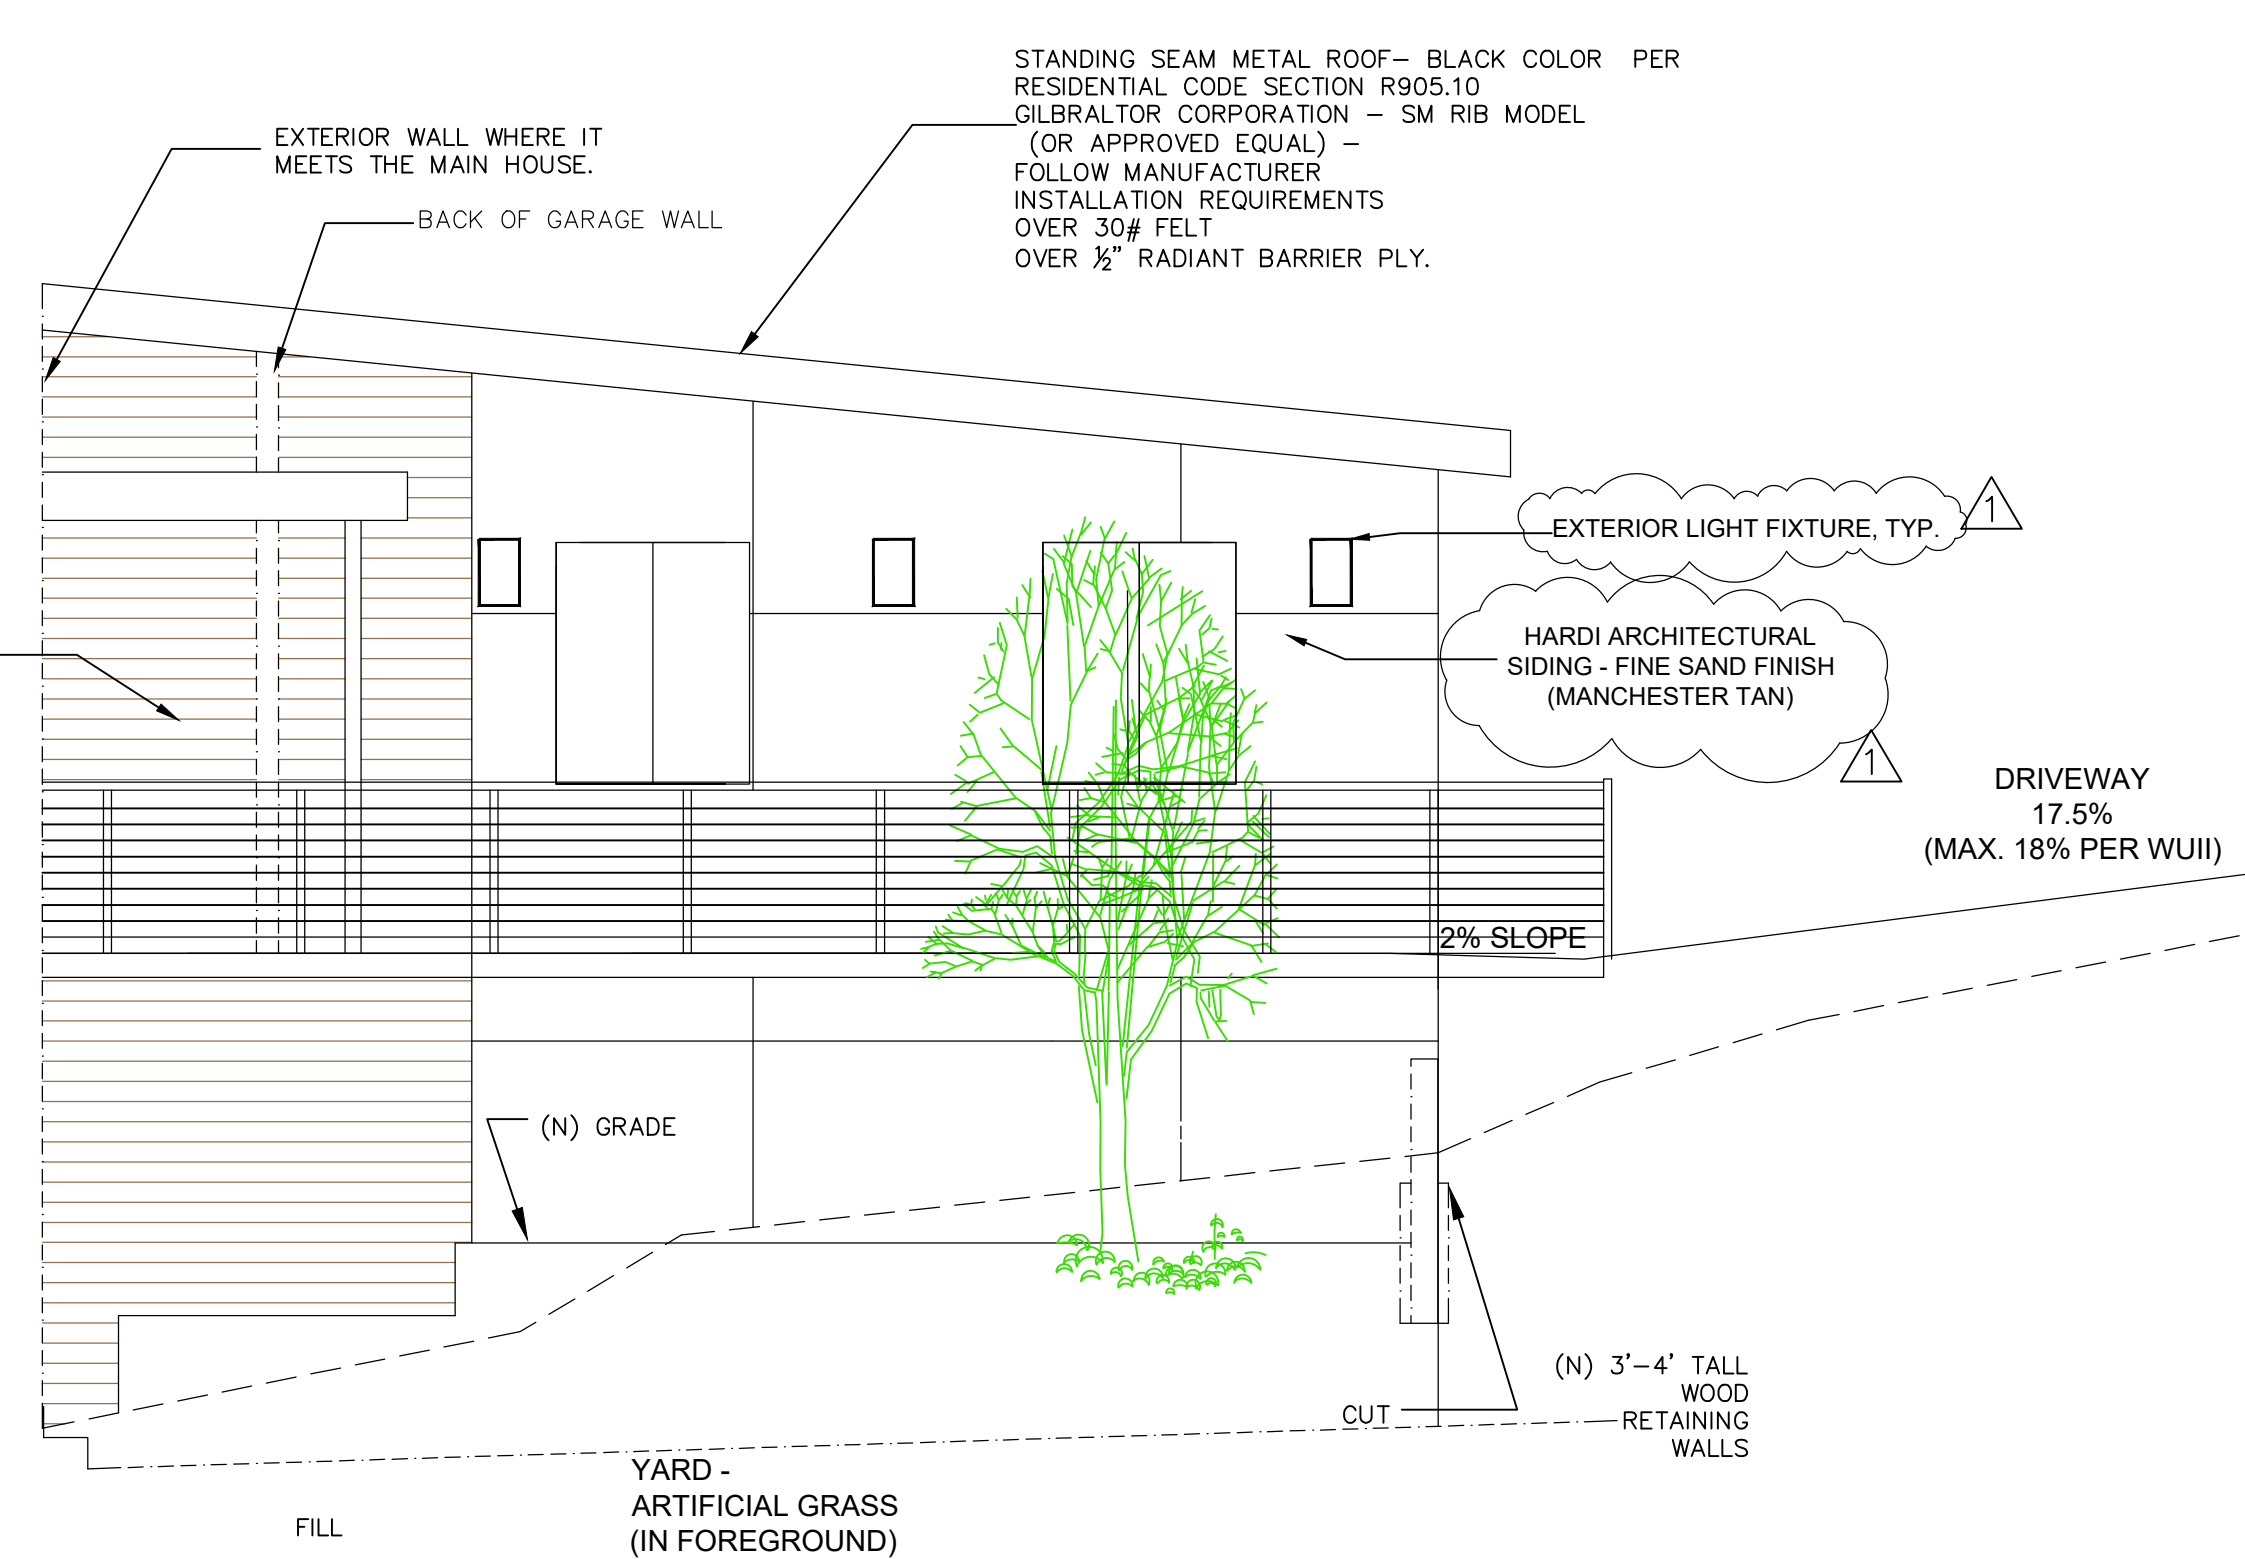 STANDING SEAM METAL ROOF– BLACK COLOR PER
RESIDENTIAL CODE SECTION R905.10
GILBRALTOR CORPORATION – SM RIB MODEL
(OR APPROVED EQUAL) –
FOLLOW MANUFACTURER
INSTALLATION REQUIREMENTS
OVER 30# FELT
OVER ½" RADIANT BARRIER PLY.
EXTERIOR WALL WHERE IT
MEETS THE MAIN HOUSE.
BACK OF GARAGE WALL
EXTERIOR LIGHT FIXTURE, TYP.
1
HARDI ARCHITECTURAL
SIDING - FINE SAND FINISH
(MANCHESTER TAN)
1
DRIVEWAY
17.5%
(MAX. 18% PER WUII)
2% SLOPE
(N) GRADE
(N) 3'–4' TALL
WOOD
RETAINING
WALLS
CUT
YARD -
ARTIFICIAL GRASS
(IN FOREGROUND)
FILL